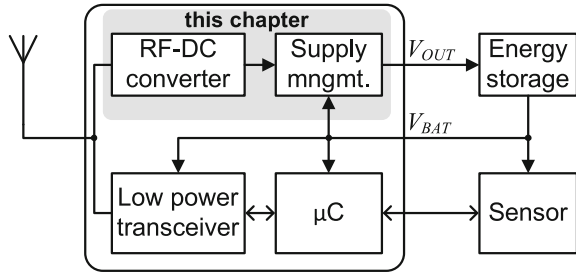 this chapter
RF-DC
converter
Supply
mngmt.
V_OUT
Energy
storage
V_BAT
Low power
transceiver
µC
Sensor